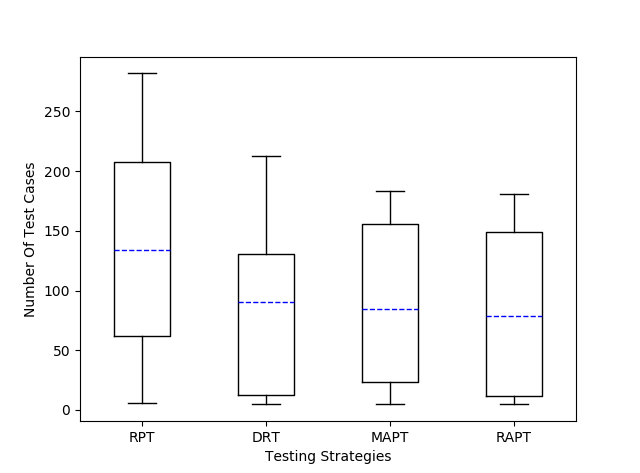 250
200
150
100
50
0
Number Of Test Cases
RPT DRT MAPT RAPT
Testing Strategies